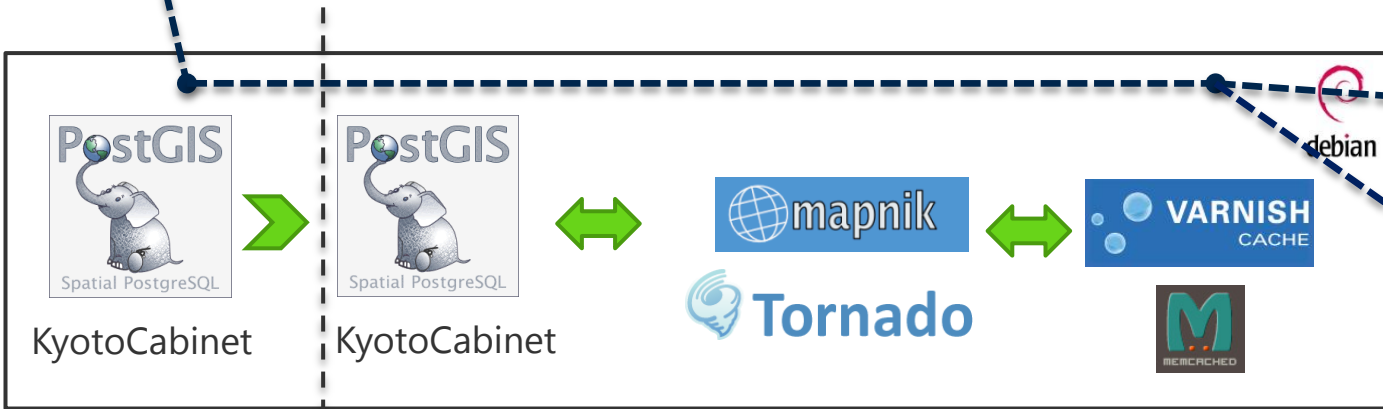 debian
PostGIS
Spatial PostgreSQL
KyotoCabinet
PostGIS
Spatial PostgreSQL
KyotoCabinet
mapnik
Tornado
VARNISH
CACHE
MEMCACHED